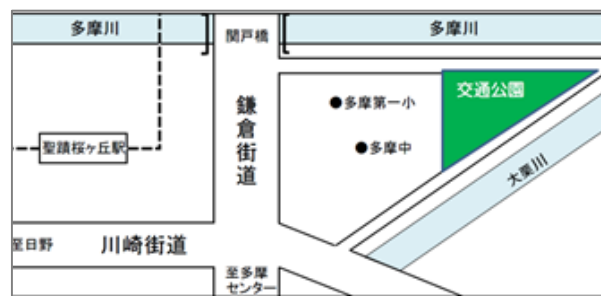 多摩川
関戸橋
多摩川
鎌倉街道
●多摩第一小
交通公園
●多摩中
聖蹟桜ヶ丘駅
大栗川
至日野
川崎街道
至多摩
センター